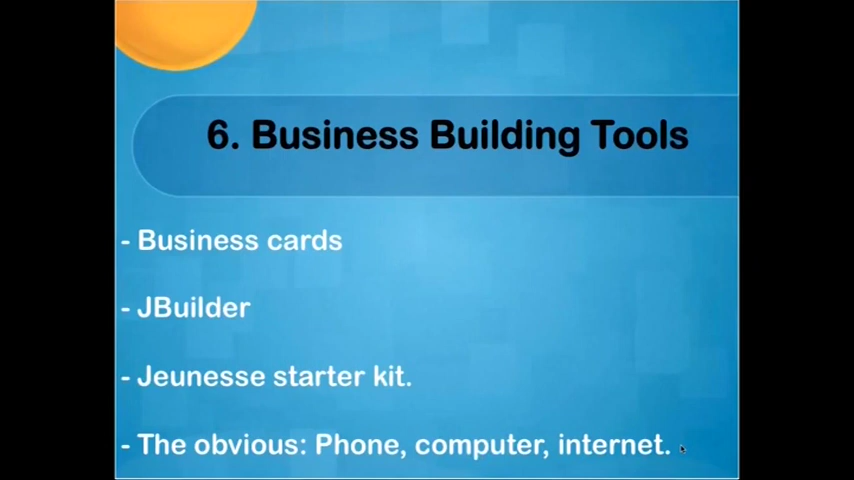 6. Business Building Tools
- Business cards
- JBuilder
- Jeunesse starter kit.
- The obvious: Phone, computer, internet.